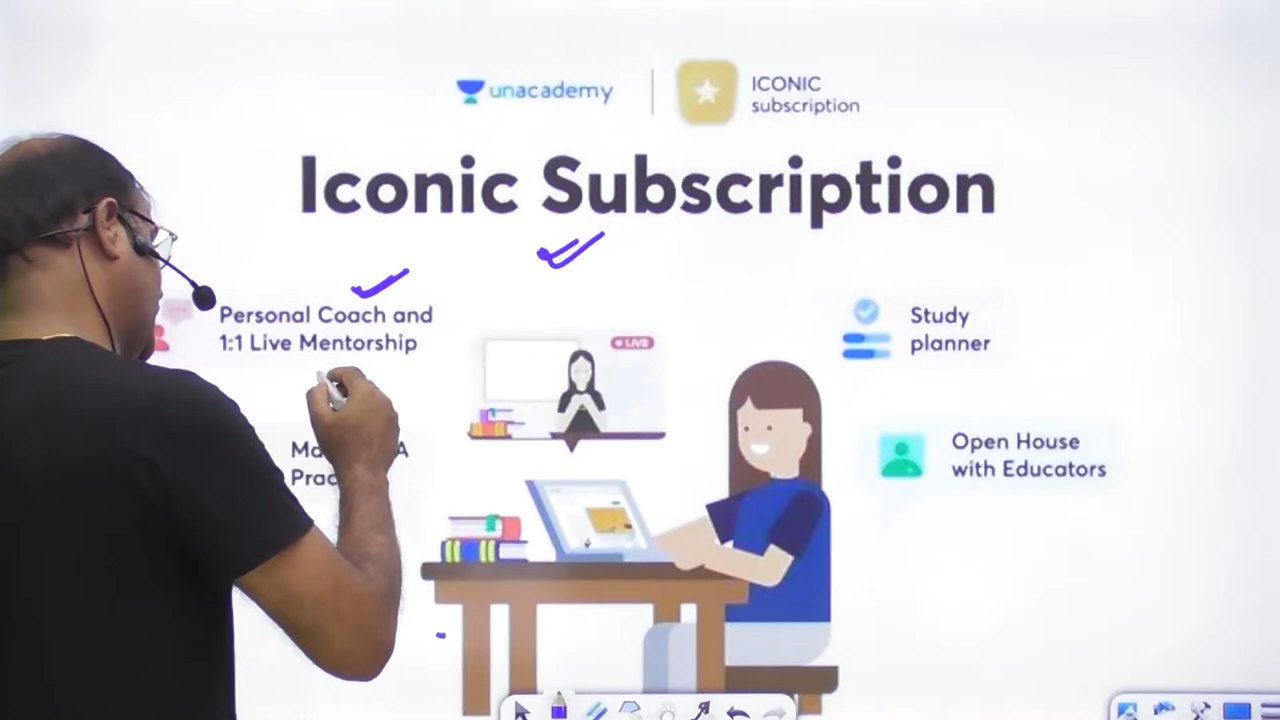 unacademy
ICONIC
subscription
Iconic Subscription
Personal Coach and
1:1 Live Mentorship
LIVE
Study
planner
Open House
with Educators